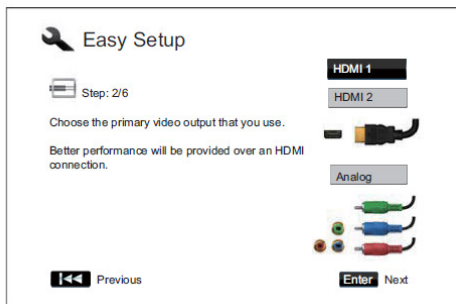 Easy Setup
Step: 2/6
Choose the primary video output that you use.
Better performance will be provided over an HDMI
connection.
HDMI 1
HDMI 2
Analog
Previous
Enter Next